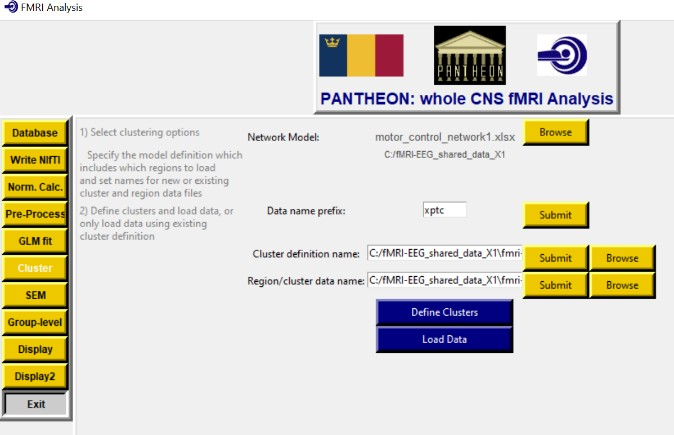 FMRI Analysis
PANTHEON
PANTHEON: whole CNS fMRI Analysis
Database
Write NIfTI
Norm. Calc.
Pre-Process
GLM fit
Cluster
SEM
Group-level
Display
Display2
Exit
1) Select clustering options
Specify the model definition which
includes which regions to load
and set names for new or existing
cluster and region data files
2) Define clusters and load data, or
only load data using existing
cluster definition
Network Model: motor_control_network1.xlsx Browse
C:/fMRI-EEG_shared_data_X1
Data name prefix: xptc Submit
Cluster definition name: C:/fMRI-EEG_shared_data_X1\fmri- Submit Browse
Region/cluster data name: C:/fMRI-EEG_shared_data_X1\fmri- Submit Browse
Define Clusters
Load Data